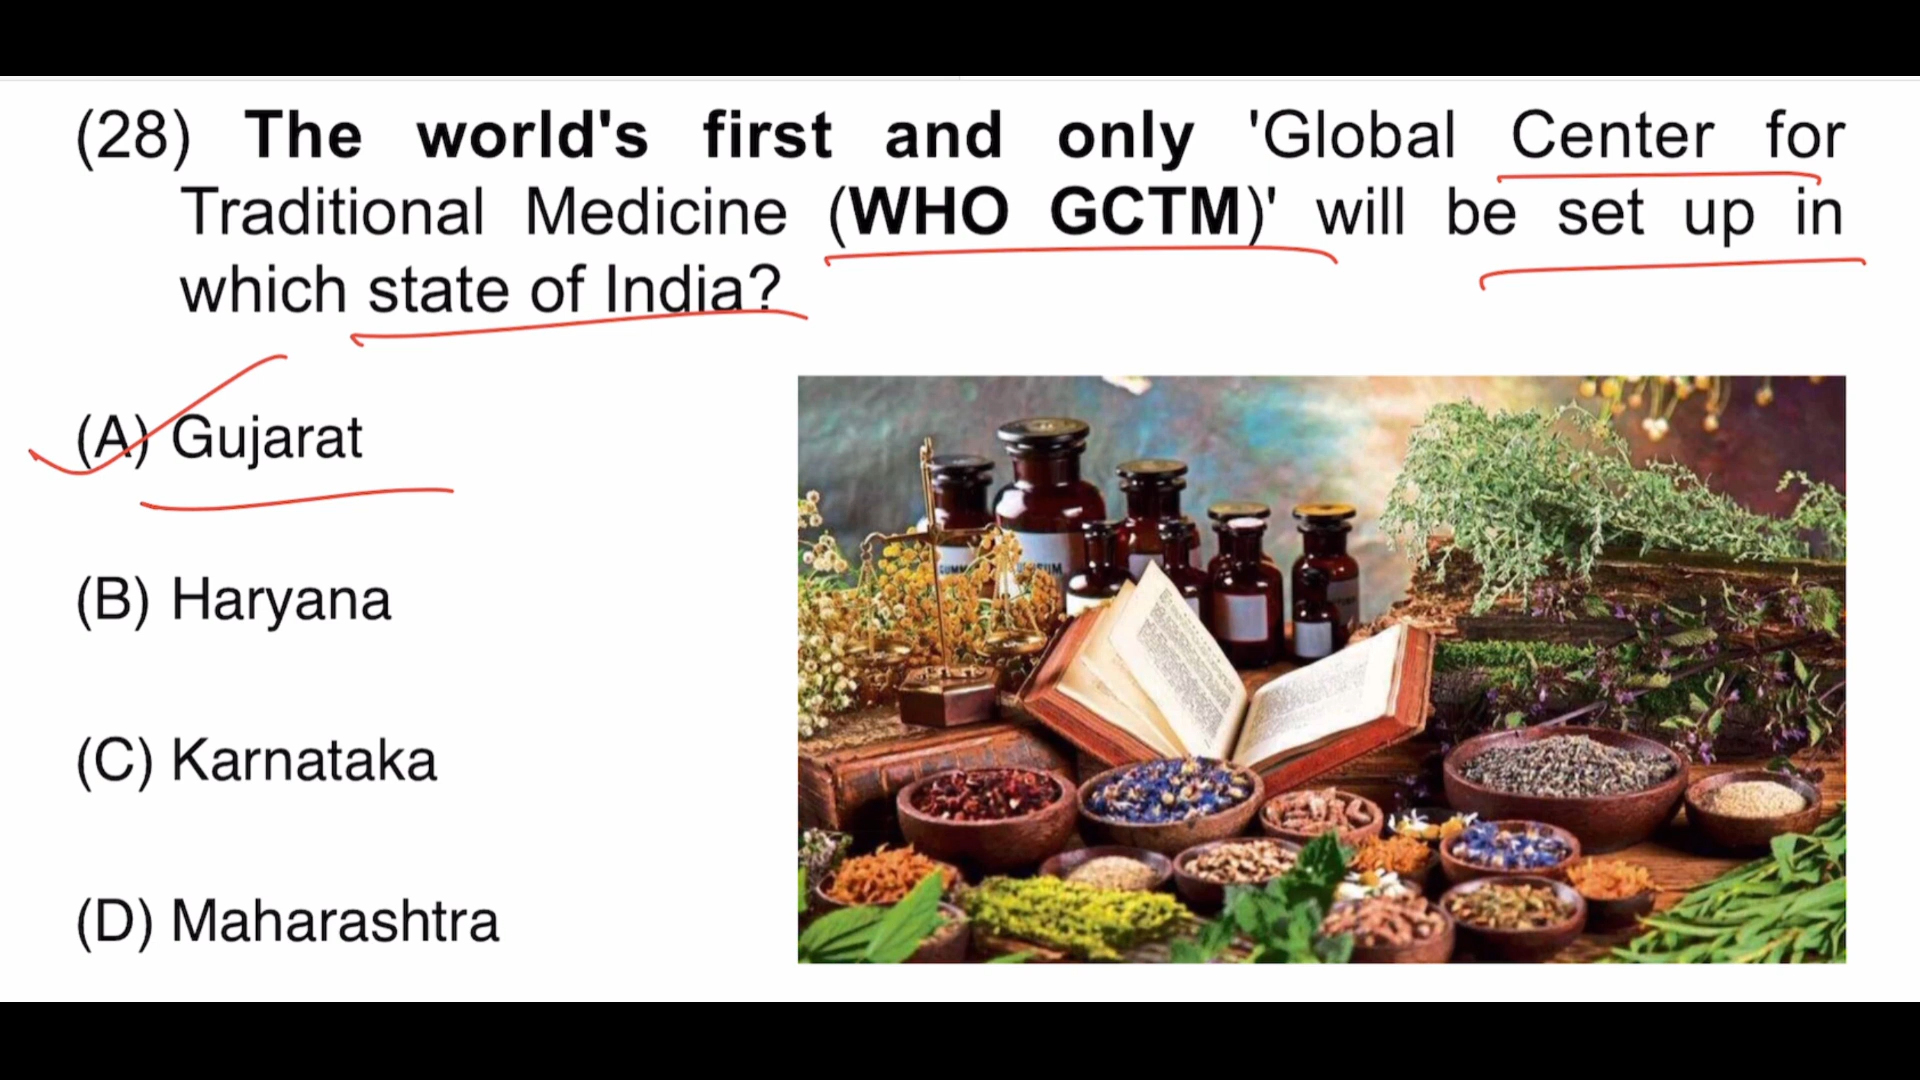 (28) The world's first and only 'Global Center for
Traditional Medicine (WHO GCTM)' will be set up in
which state of India?
(A) Gujarat
(B) Haryana
(C) Karnataka
(D) Maharashtra